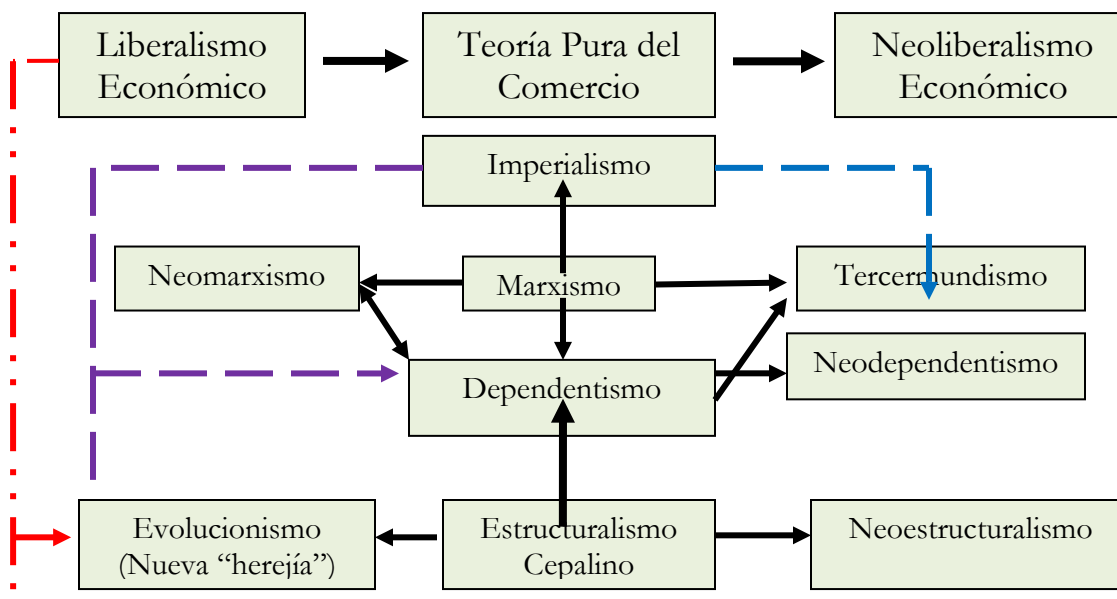 Liberalismo
Económico
Teoría Pura del
Comercio
Neoliberalismo
Económico
Imperialismo
Neomarxismo
Marxismo
Tercermundismo
Neodependentismo
Dependentismo
Evolucionismo
(Nueva “herejía”)
Estructuralismo
Cepalino
Neoestructuralismo